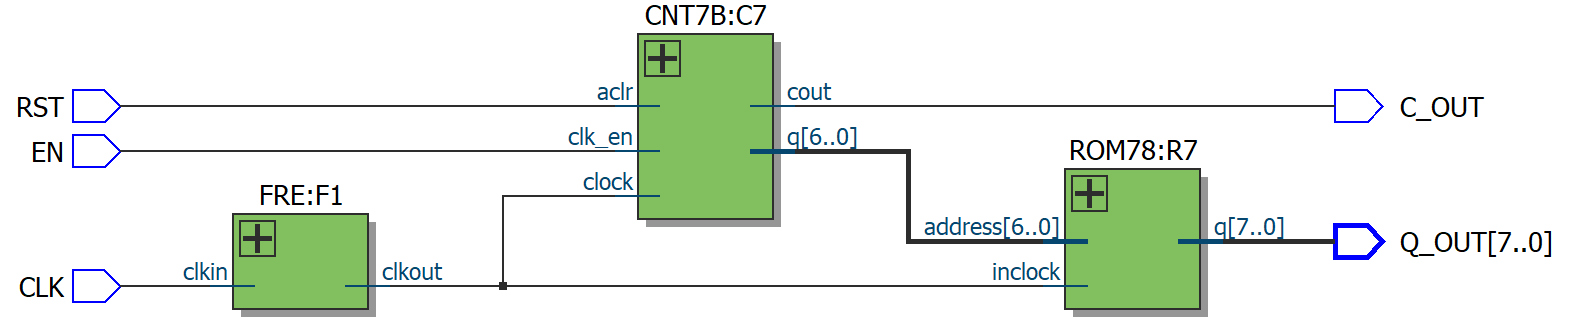 CNT7B:C7
RST
aclr
cout
C_OUT
EN
clk_en
q[6..0]
ROM78:R7
clock
FRE:F1
address[6..0]
q[7..0]
Q_OUT[7..0]
CLK
clkin
clkout
inclock